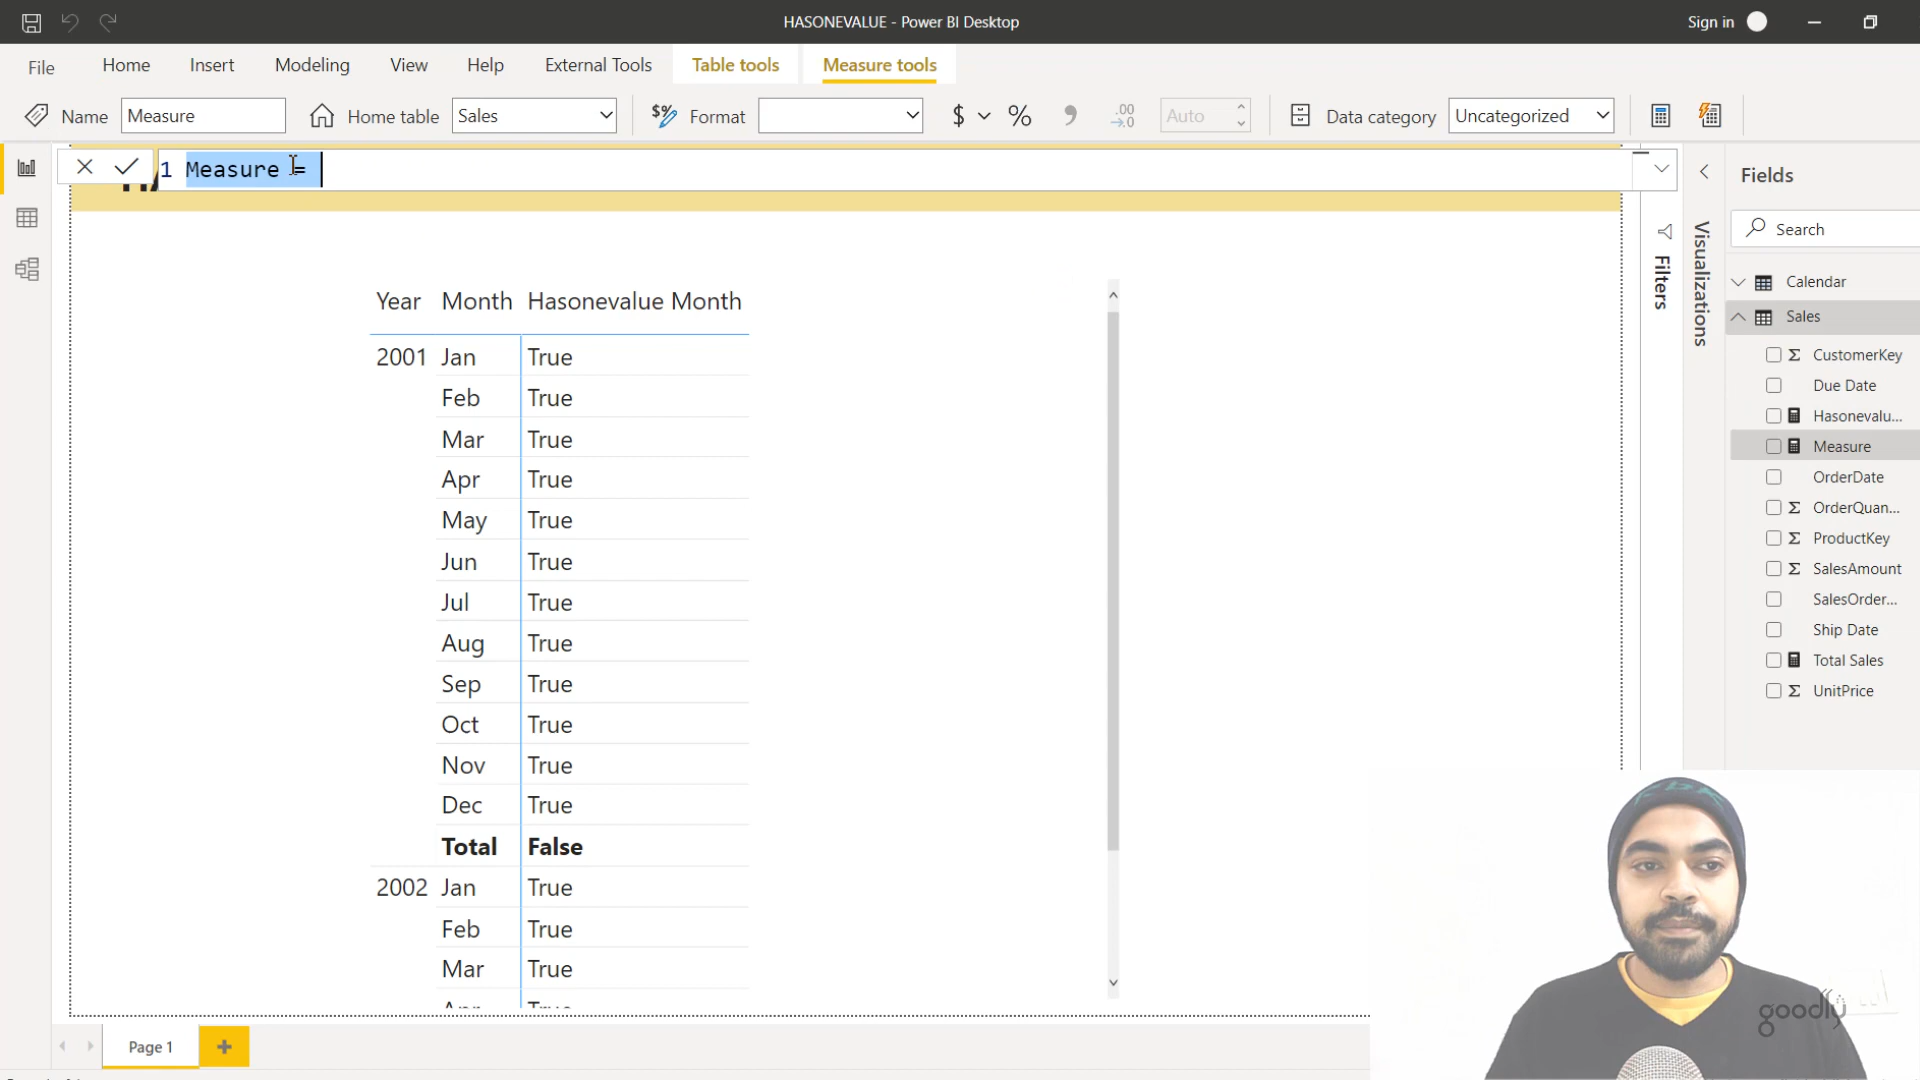 HASONEVALUE - Power BI Desktop
Sign in
File Home Insert Modeling View Help External Tools Table tools Measure tools
Name Measure Home table Sales Format $ % , .00 →.0 Auto Data category Uncategorized
1 Measure =
Fields
Search
Filters
Visualizations
Calendar
Sales
CustomerKey
Due Date
Hasonevalu...
Measure
OrderDate
OrderQuan...
ProductKey
SalesAmount
SalesOrder...
Ship Date
Total Sales
UnitPrice
Year Month Hasonevalue Month
2001 Jan True
Feb True
Mar True
Apr True
May True
Jun True
Jul True
Aug True
Sep True
Oct True
Nov True
Dec True
Total False
2002 Jan True
Feb True
Mar True
Apr True
goodly
Page 1